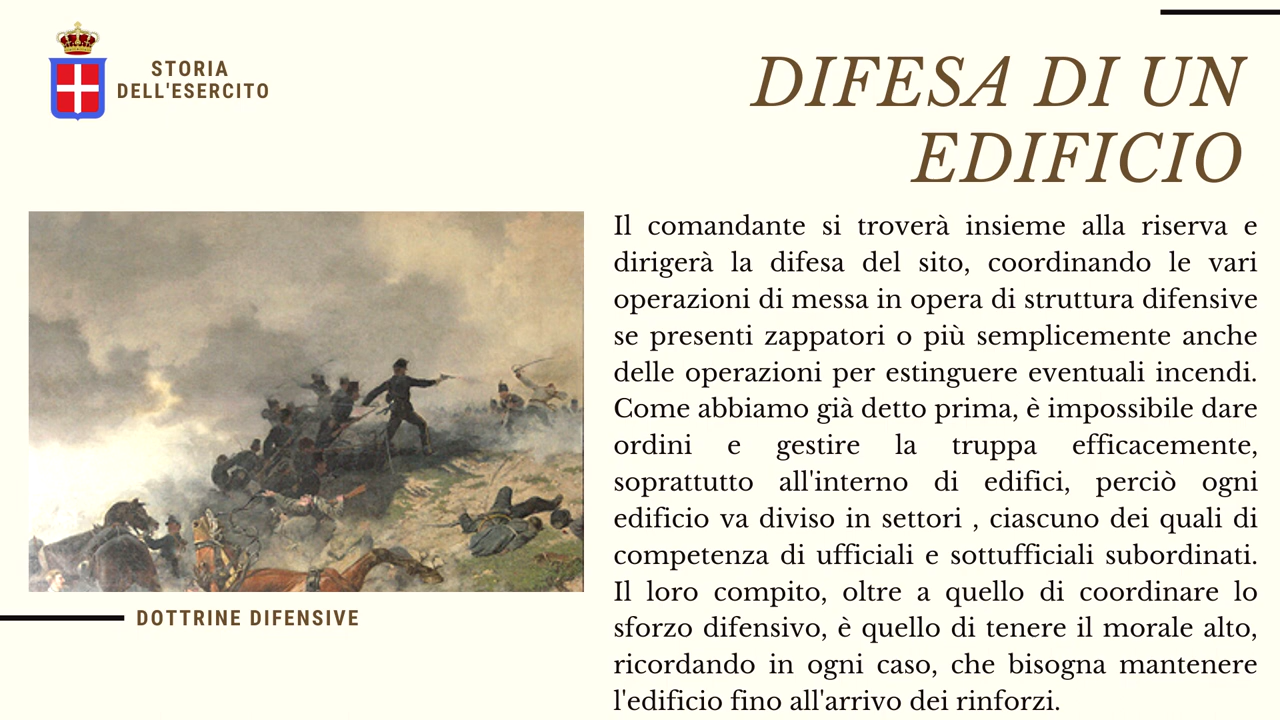 STORIA
DELL'ESERCITO
DIFESA DI UN
EDIFICIO
Il comandante si troverà insieme alla riserva e
dirigerà la difesa del sito, coordinando le vari
operazioni di messa in opera di struttura difensive
se presenti zappatori o più semplicemente anche
delle operazioni per estinguere eventuali incendi.
Come abbiamo già detto prima, è impossibile dare
ordini e gestire la truppa efficacemente,
soprattutto all'interno di edifici, perciò ogni
edificio va diviso in settori , ciascuno dei quali di
competenza di ufficiali e sottufficiali subordinati.
Il loro compito, oltre a quello di coordinare lo
sforzo difensivo, è quello di tenere il morale alto,
ricordando in ogni caso, che bisogna mantenere
l'edificio fino all'arrivo dei rinforzi.
DOTTRINE DIFENSIVE